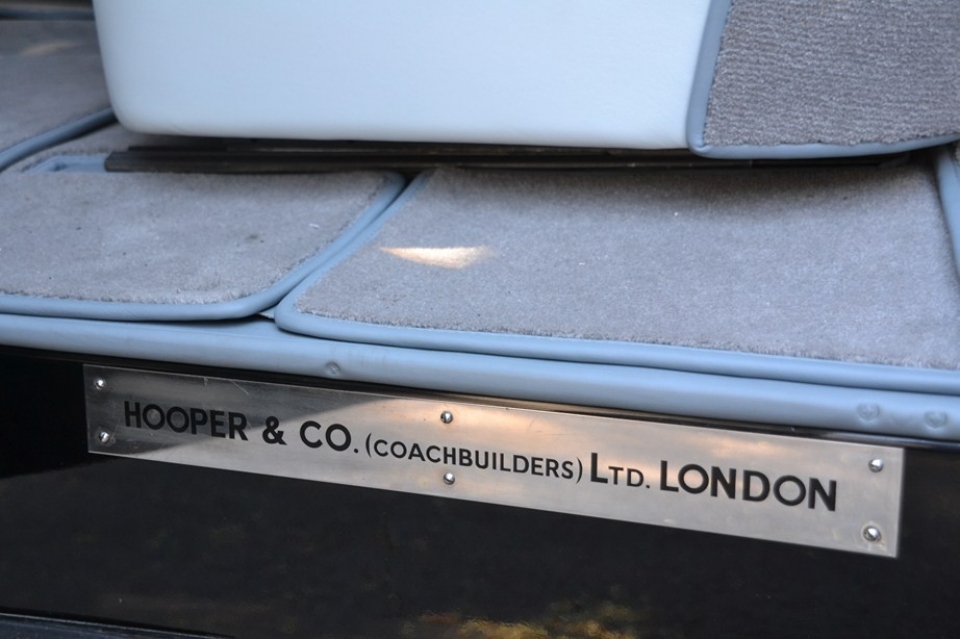 HOOPER & CO. (COACHBUILDERS) LTD. LONDON